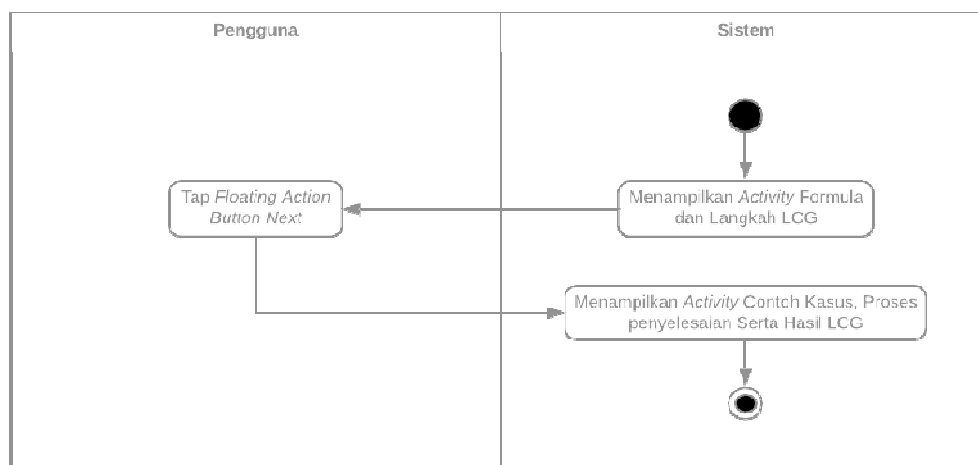 Pengguna
Sistem
Tap Floating Action
Button Next
Menampilkan Activity Formula
dan Langkah LCG
Menampilkan Activity Contoh Kasus, Proses
penyelesaian Serta Hasil LCG